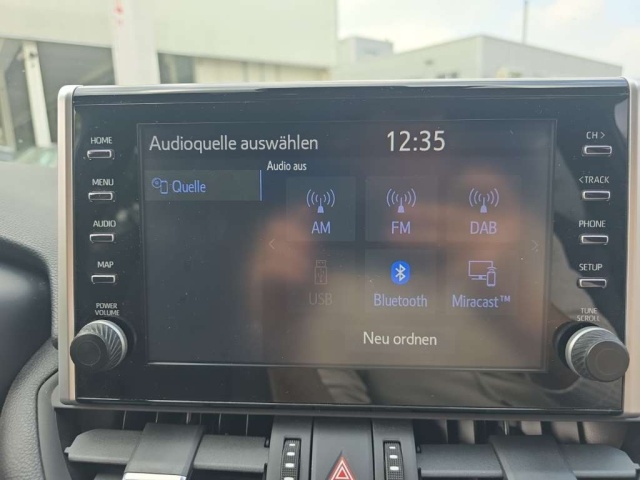 HOME
MENU
AUDIO
MAP
POWER
VOLUME
Audioquelle auswählen 12:35
Audio aus
Quelle
AM FM DAB
USB Bluetooth Miracast™
Neu ordnen
CH >
< TRACK
PHONE
SETUP
TUNE
SCROLL